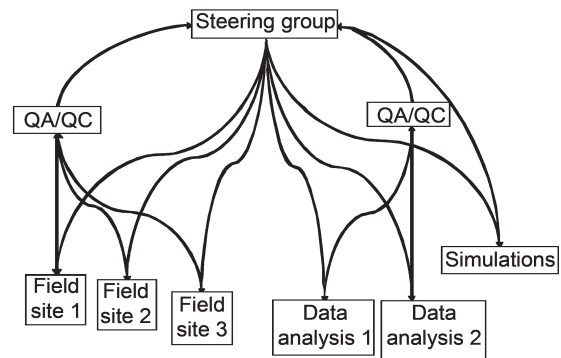 Steering group
QA/QC
QA/QC
Simulations
Field
site 1
Field
site 2
Field
site 3
Data
analysis 1
Data
analysis 2